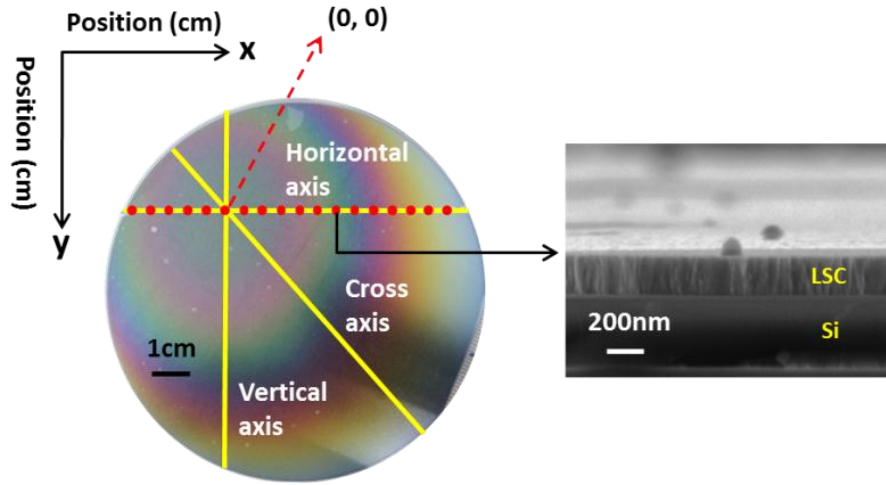 Position (cm)
x
(0, 0)
Position (cm)
y
Horizontal
axis
Cross
axis
1cm
Vertical
axis
LSC
200nm
Si